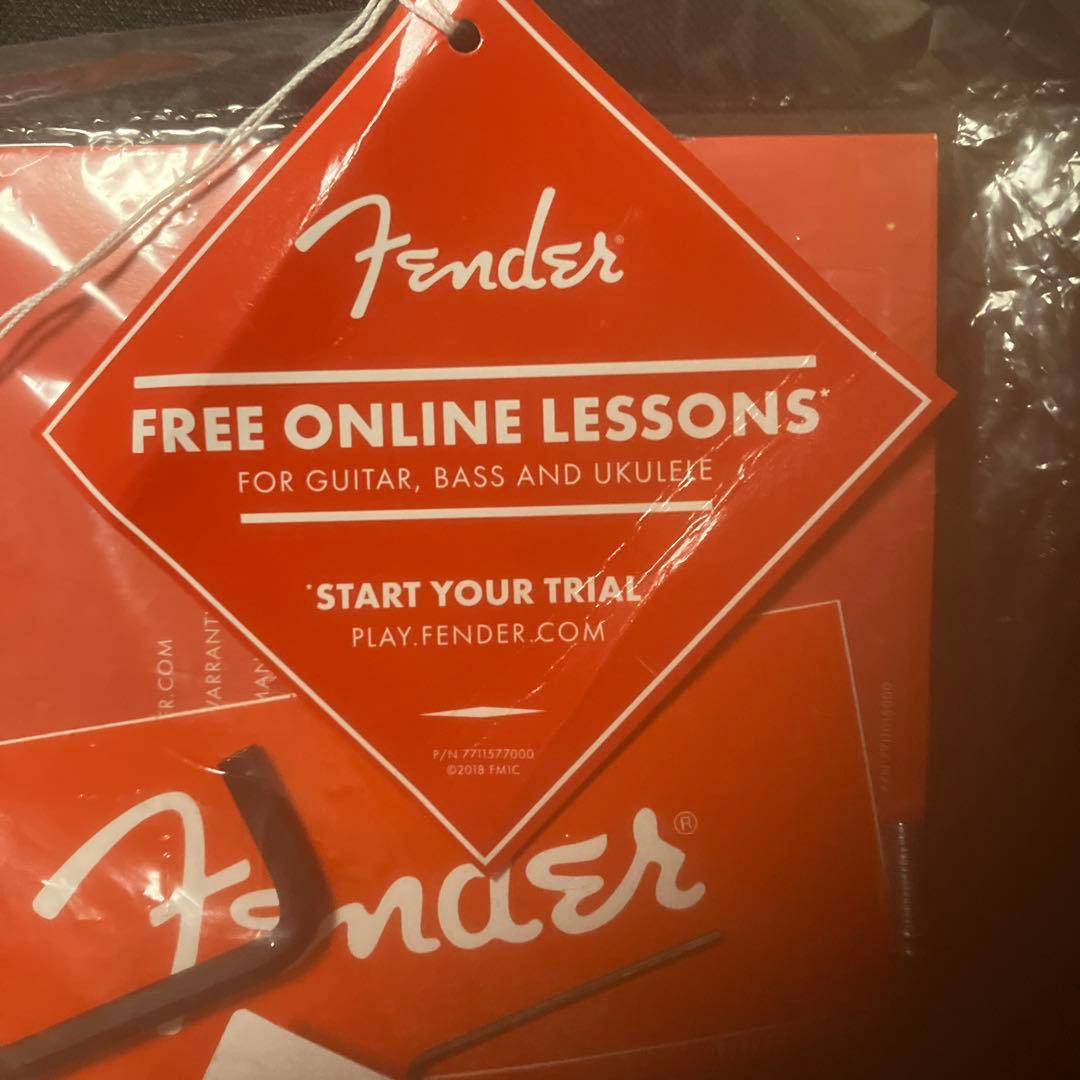 Fender®
FREE ONLINE LESSONS*
FOR GUITAR, BASS AND UKULELE
*START YOUR TRIAL
PLAY.FENDER.COM
P/N 7711577000
©2018 FMIC
Fender®